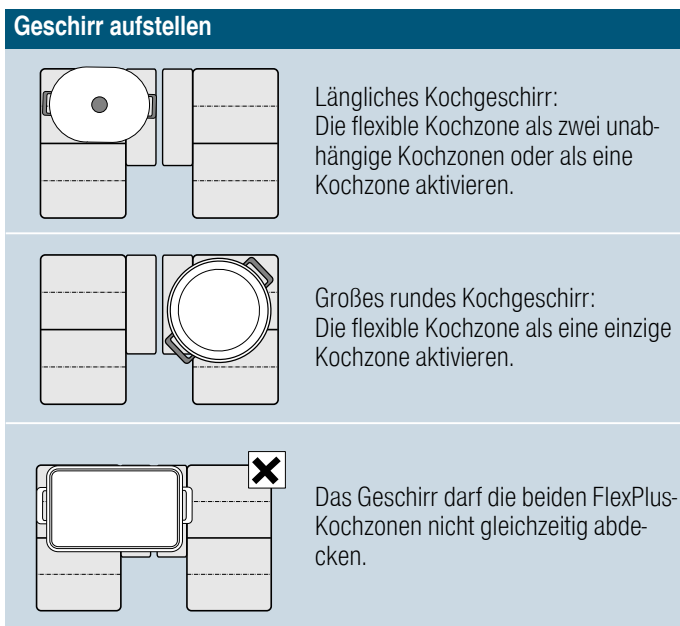 Geschirr aufstellen
Längliches Kochgeschirr:
Die flexible Kochzone als zwei unab-
hängige Kochzonen oder als eine
Kochzone aktivieren.
Großes rundes Kochgeschirr:
Die flexible Kochzone als eine einzige
Kochzone aktivieren.
Das Geschirr darf die beiden FlexPlus-
Kochzonen nicht gleichzeitig abde-
cken.